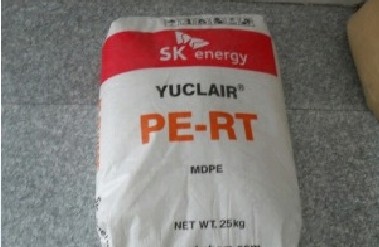 SK energy
YUCLAIR®
PE-RT
MDPE
NET WT. 25kg